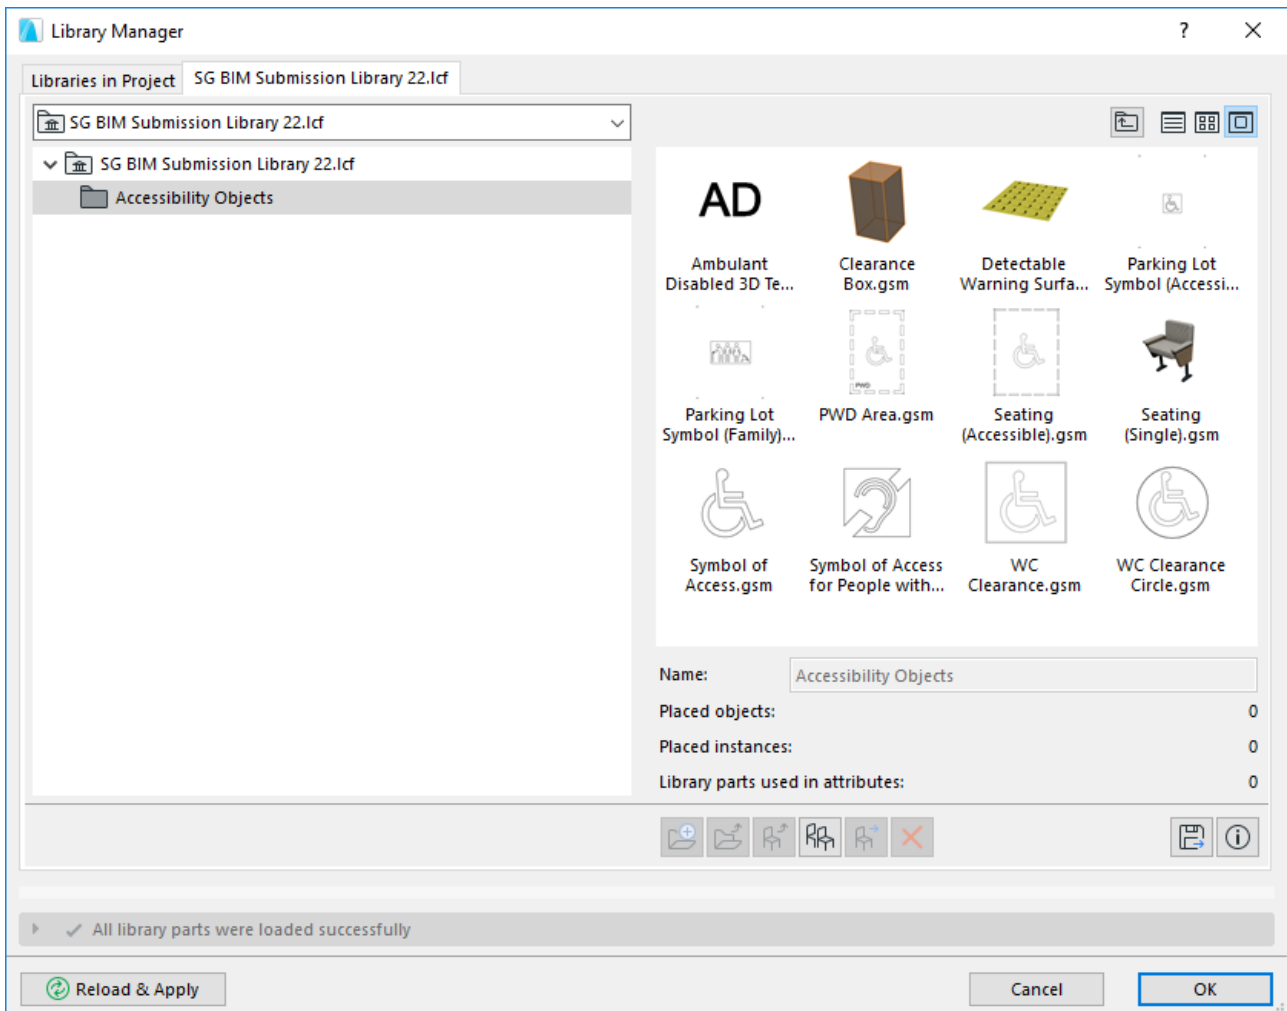 Library Manager
?
Libraries in Project
SG BIM Submission Library 22.lcf
SG BIM Submission Library 22.lcf
SG BIM Submission Library 22.lcf
Accessibility Objects
AD
Ambulant
Disabled 3D Te...
Clearance
Box.gsm
Detectable
Warning Surfa...
Parking Lot
Symbol (Accessi...
Parking Lot
Symbol (Family)...
PWD
PWD Area.gsm
Seating
(Accessible).gsm
Seating
(Single).gsm
Symbol of
Access.gsm
Symbol of Access
for People with...
WC
Clearance.gsm
WC Clearance
Circle.gsm
Name:
Accessibility Objects
Placed objects:
0
Placed instances:
0
Library parts used in attributes:
0
All library parts were loaded successfully
Reload & Apply
Cancel
OK